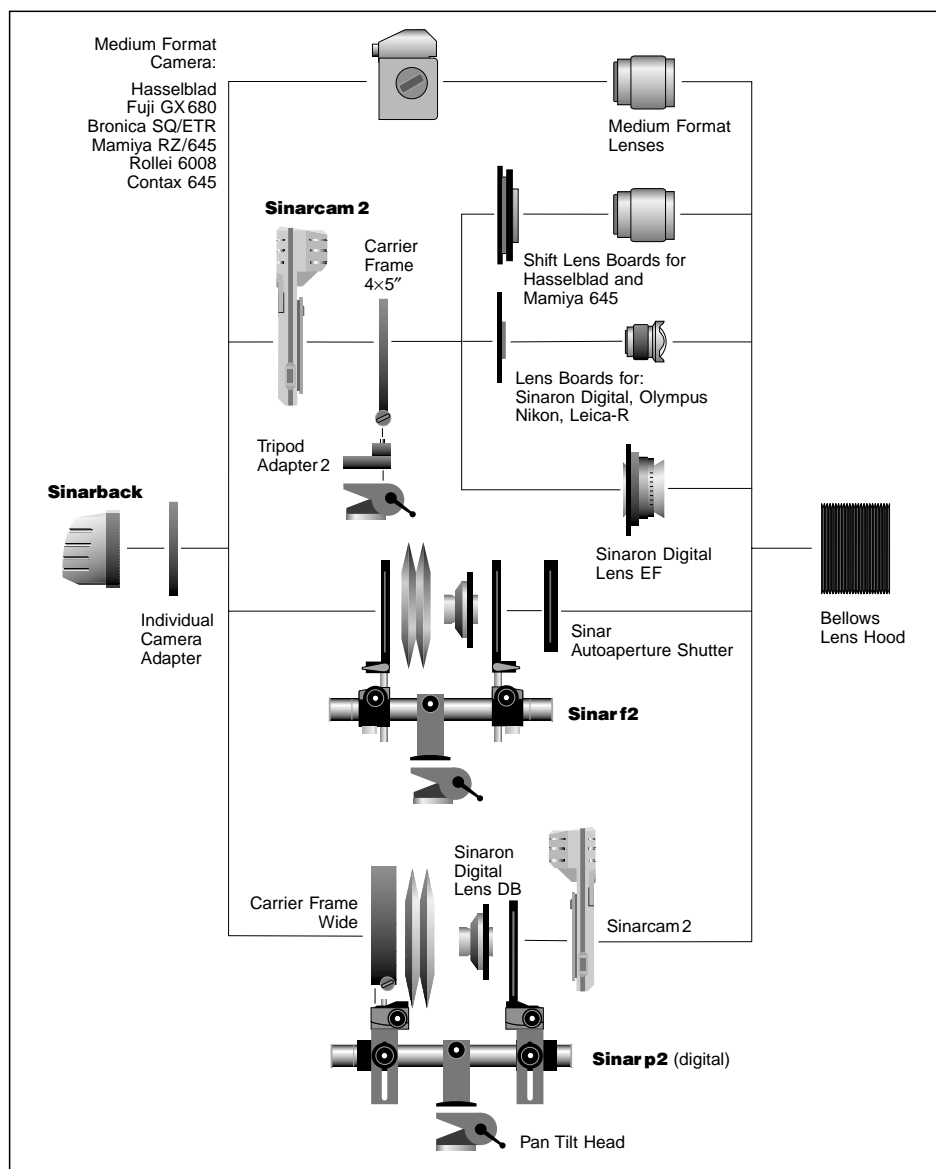 Medium Format
Camera:
Hasselblad
Fuji GX 680
Bronica SQ/ETR
Mamiya RZ/645
Rollei 6008
Contax 645
Medium Format
Lenses
Sinarcam 2
Carrier
Frame
4×5″
Shift Lens Boards for
Hasselblad and
Mamiya 645
Lens Boards for:
Sinaron Digital, Olympus
Nikon, Leica-R
Tripod
Adapter 2
Sinarback
Sinaron Digital
Lens EF
Individual
Camera
Adapter
Sinar
Autoaperture Shutter
Bellows
Lens Hood
Sinar f2
Sinaron
Digital
Lens DB
Carrier Frame
Wide
Sinarcam 2
Sinar p2 (digital)
Pan Tilt Head